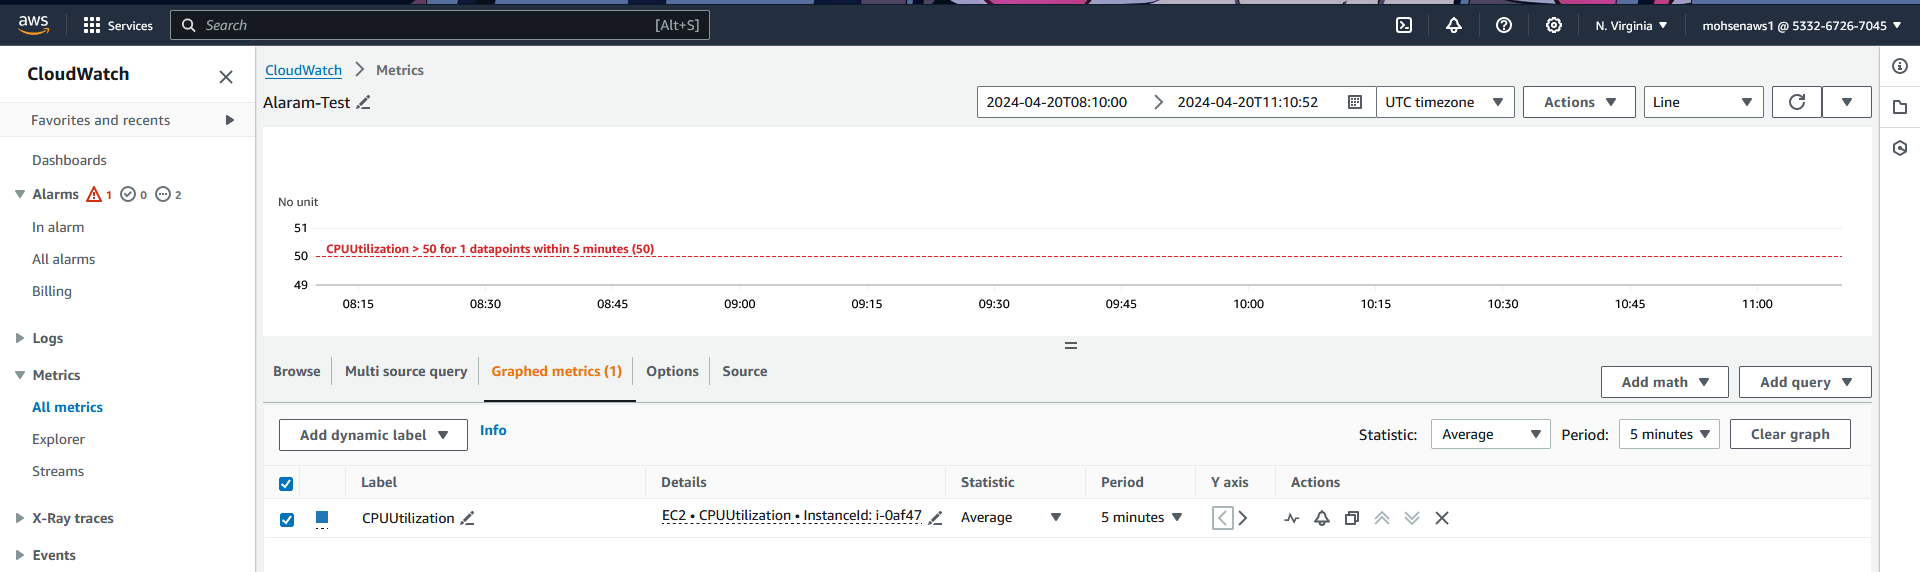 aws
Services
Search
[Alt+S]
N. Virginia
mohsenaws1 @ 5332-6726-7045
CloudWatch
Favorites and recents
Dashboards
Alarms 1 0 2
In alarm
All alarms
Billing
Logs
Metrics
All metrics
Explorer
Streams
X-Ray traces
Events
CloudWatch > Metrics
Alaram-Test
2024-04-20T08:10:00 > 2024-04-20T11:10:52
UTC timezone
Actions
Line
No unit
51
CPUUtilization > 50 for 1 datapoints within 5 minutes (50)
50
49
08:15 08:30 08:45 09:00 09:15 09:30 09:45 10:00 10:15 10:30 10:45 11:00
Browse Multi source query Graphed metrics (1) Options Source
Add math
Add query
Add dynamic label
Info
Statistic: Average Period: 5 minutes Clear graph
Label Details Statistic Period Y axis Actions
CPUUtilization EC2 • CPUUtilization • InstanceId: i-0af47 Average 5 minutes